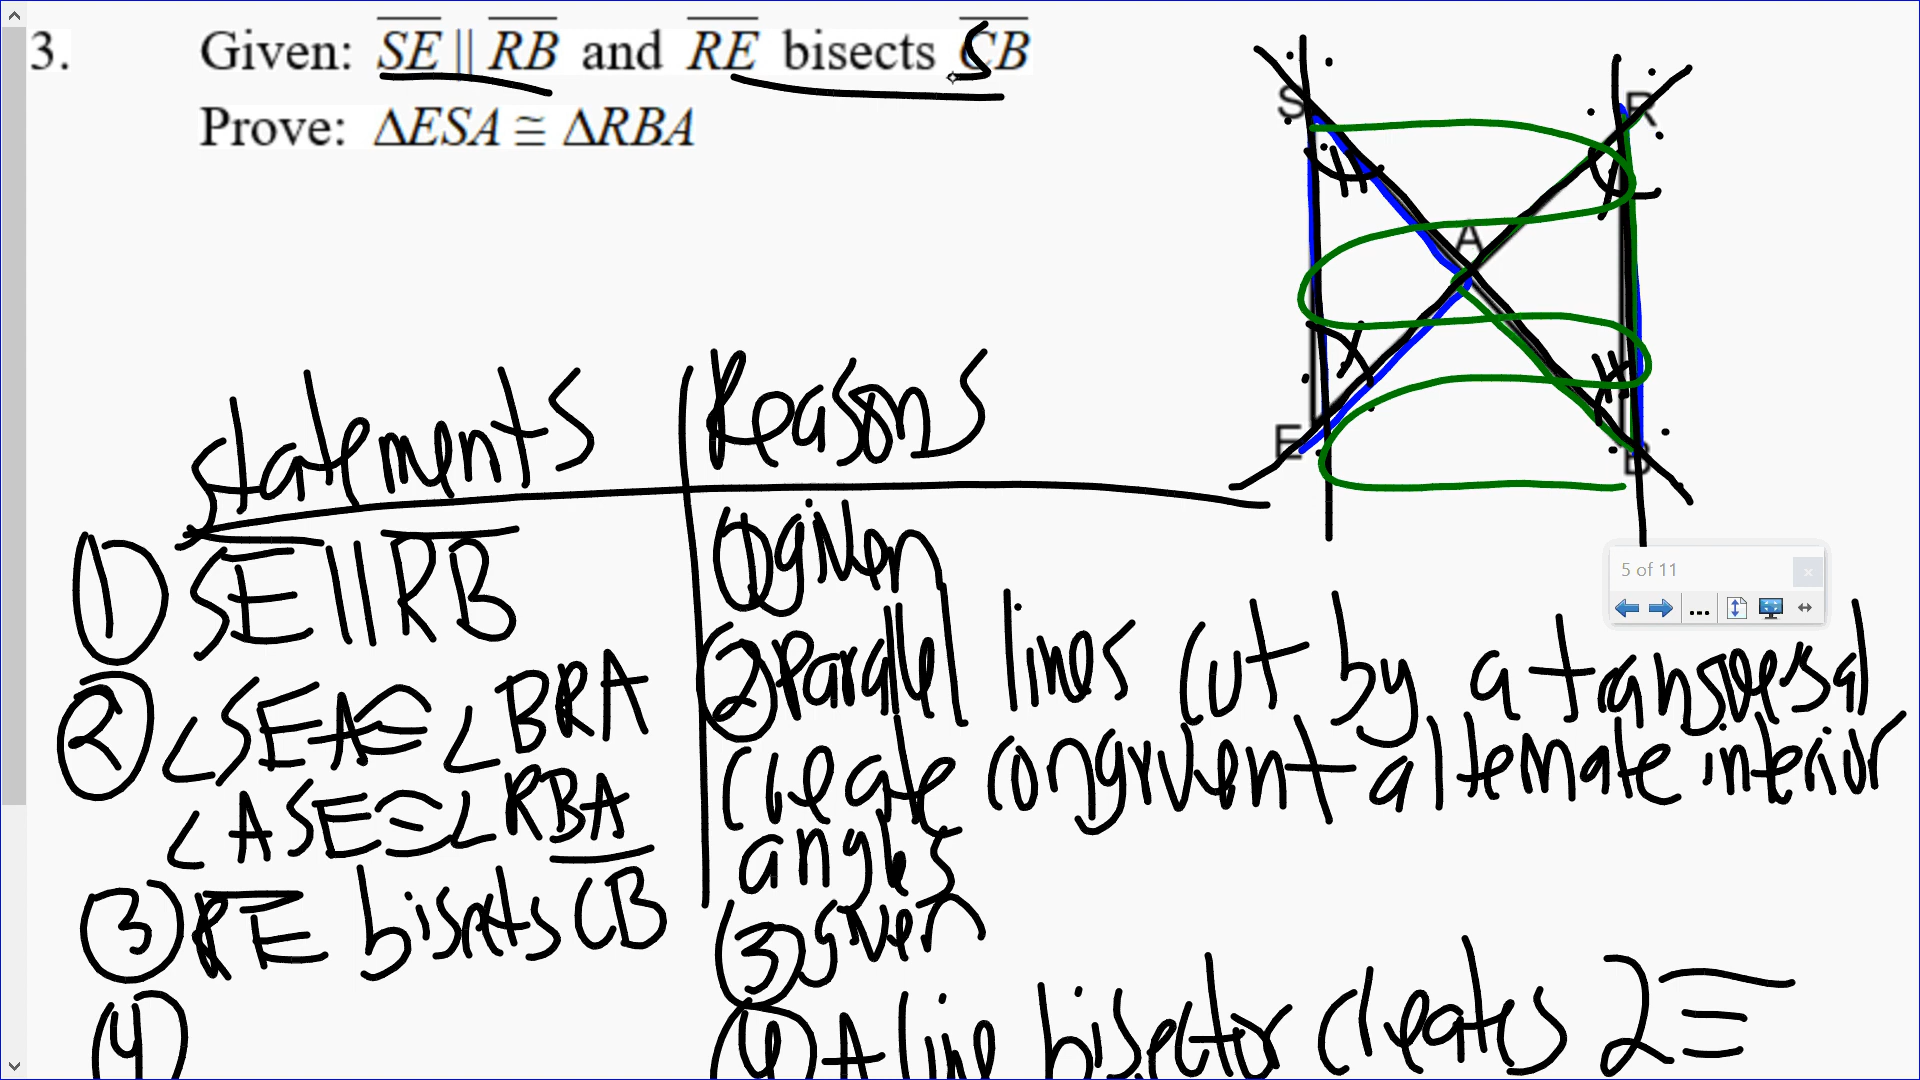 3. Given: SE || RB and RE bisects SB
Prove: ΔESA ≅ ΔRBA
S
R
A
E
B
statements Reasons
① SE || RB ① given
② ∠SEA ≅ ∠BRA ② Parallel lines cut by a transversal
∠ASE ≅ ∠RBA create congruent alternate interior
angles
③ RE bisects CB ③ given
④ ④ A line bisector creates 2 ≅
5 of 11